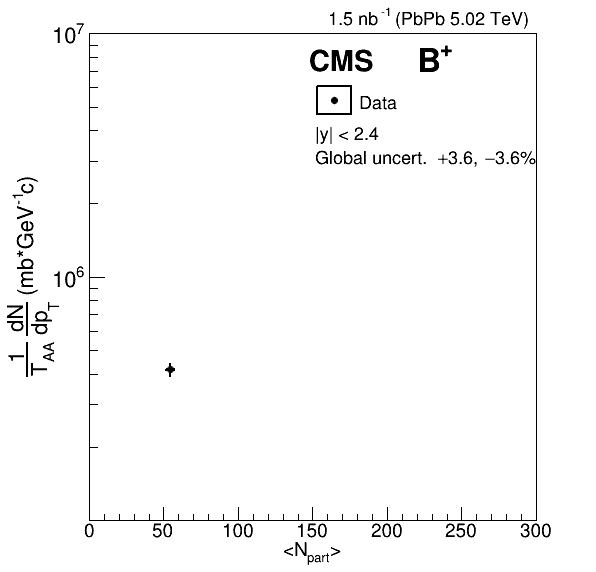 1.5 nb⁻¹ (PbPb 5.02 TeV)
10⁷
CMS B⁺
Data
|y| < 2.4
Global uncert. +3.6, −3.6%
10⁶
1/T_AA dN/dp_T (mb*GeV⁻¹c)
0 50 100 150 200 250 300
<N_part>